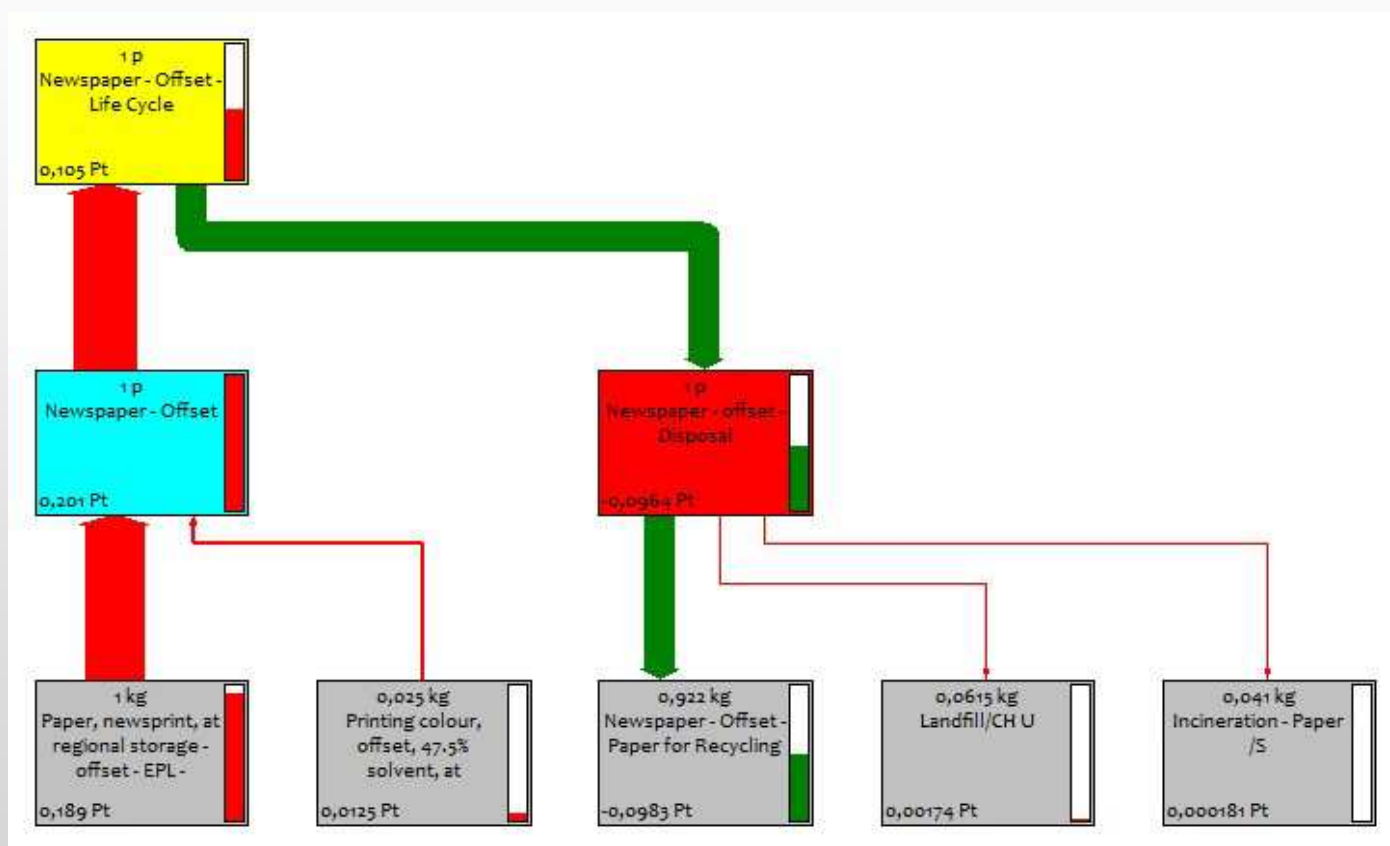 1 p
Newspaper - Offset -
Life Cycle
0,105 Pt
1 p
Newspaper - Offset
0,201 Pt
1 p
Newspaper - offset -
Disposal
-0,0964 Pt
1 kg
Paper, newsprint, at
regional storage -
offset - EPL -
0,189 Pt
0,025 kg
Printing colour,
offset, 47.5%
solvent, at
0,0125 Pt
0,922 kg
Newspaper - Offset -
Paper for Recycling
-0,0983 Pt
0,0615 kg
Landfill/CH U
0,00174 Pt
0,041 kg
Incineration - Paper
/S
0,000181 Pt